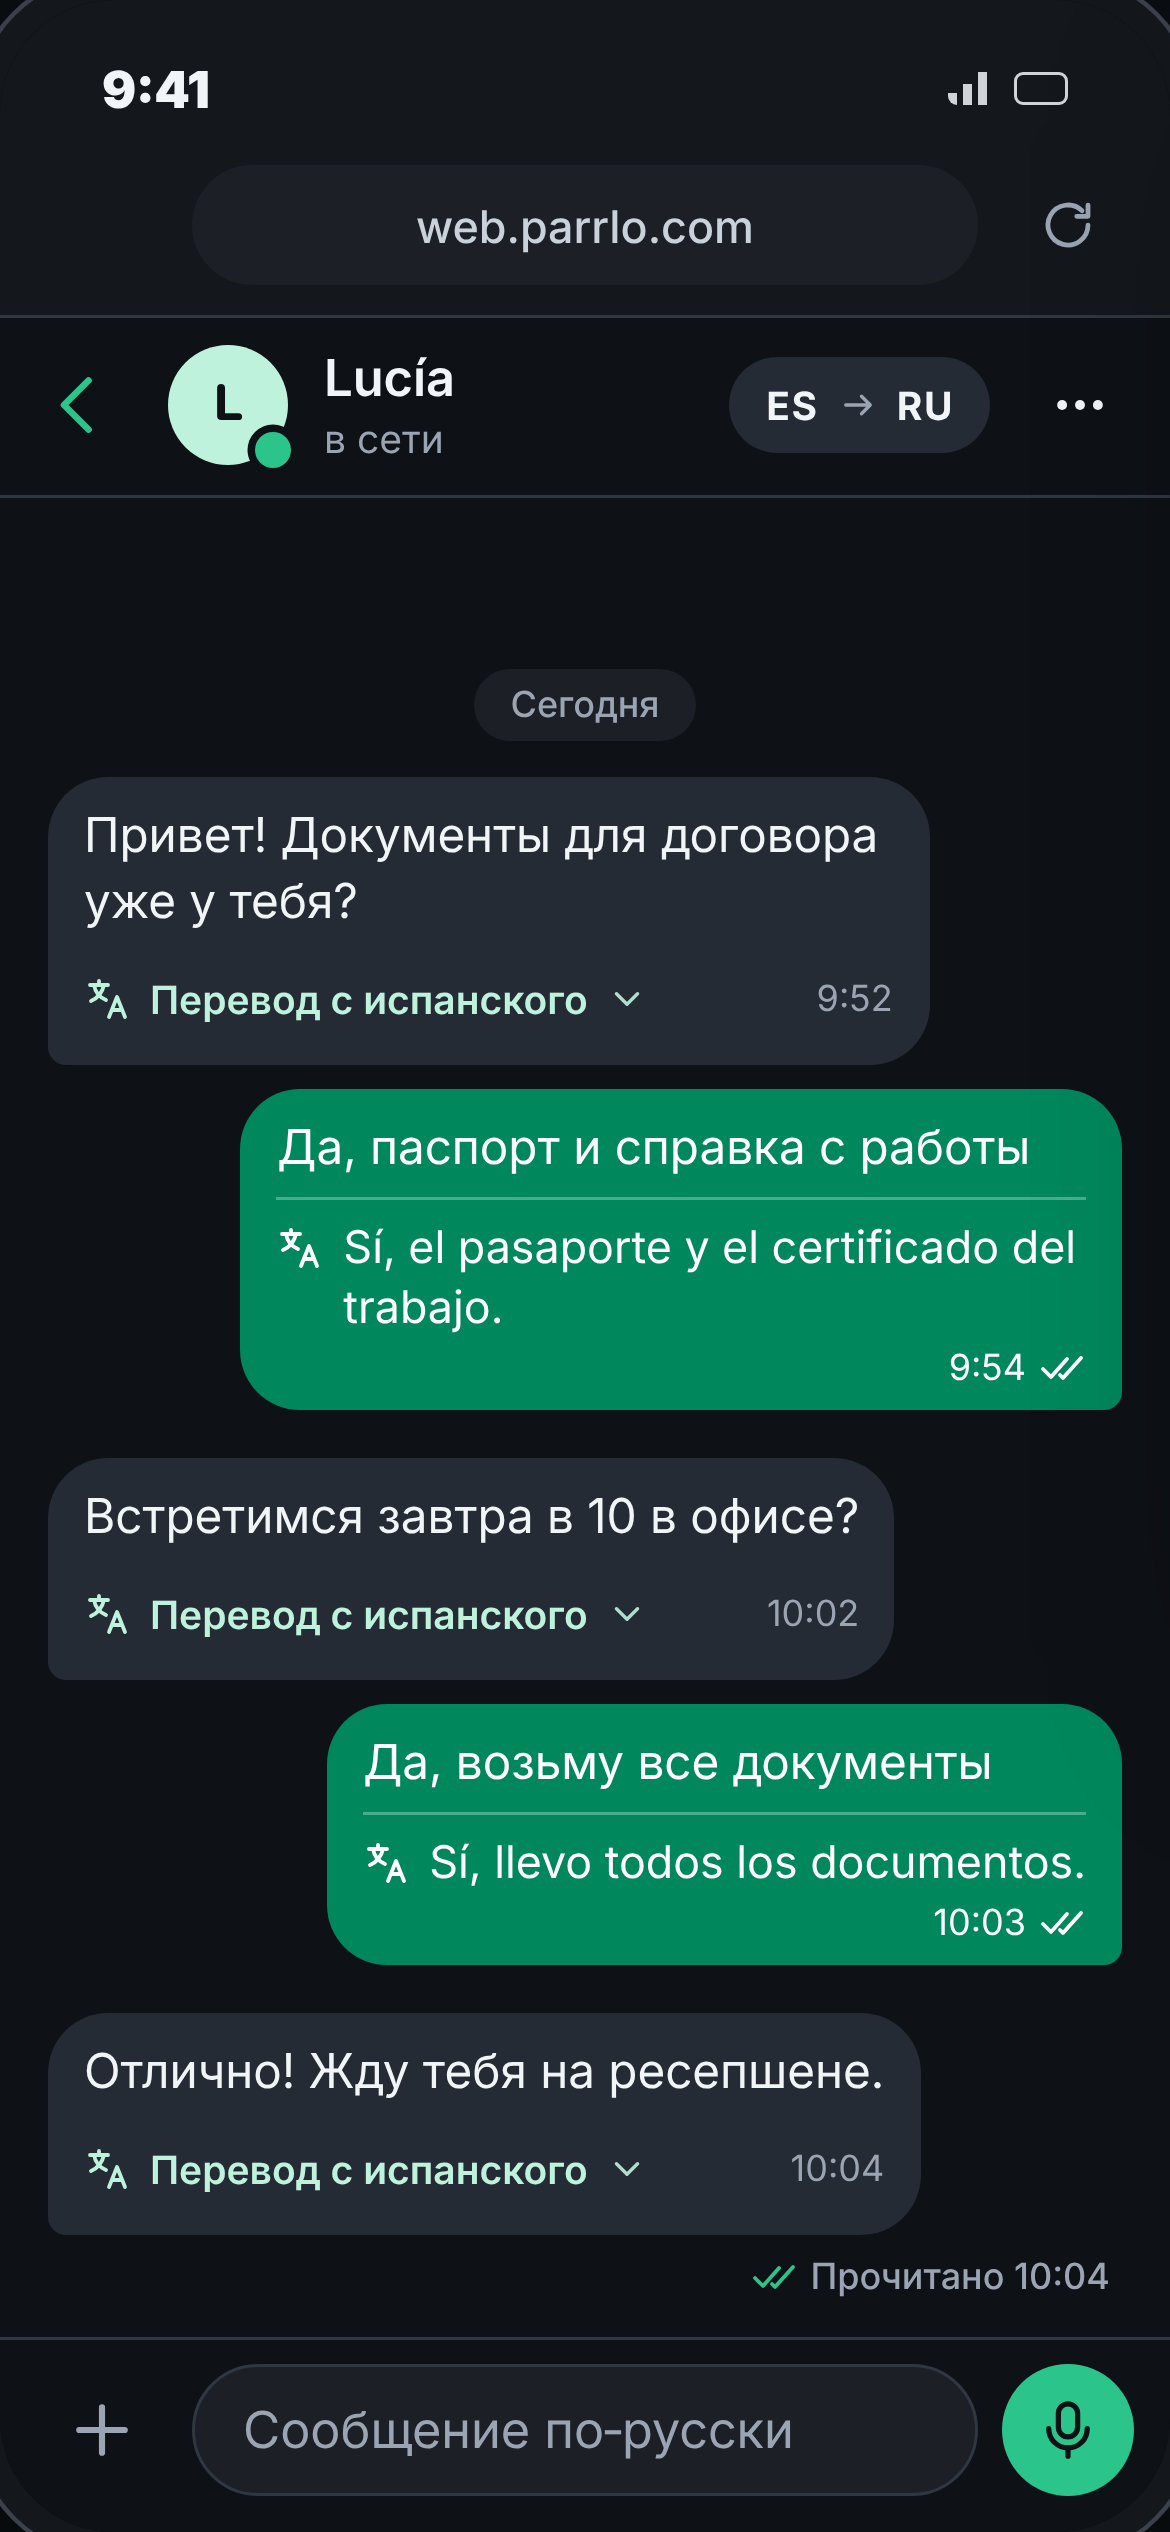 9:41
web.parrlo.com
L
Lucía
в сети
ES → RU
Сегодня
Привет! Документы для договора
уже у тебя?
Перевод с испанского
9:52
Да, паспорт и справка с работы
Sí, el pasaporte y el certificado del
trabajo.
9:54
Встретимся завтра в 10 в офисе?
Перевод с испанского
10:02
Да, возьму все документы
Sí, llevo todos los documentos.
10:03
Отлично! Жду тебя на ресепшене.
Перевод с испанского
10:04
Прочитано 10:04
Сообщение по-русски